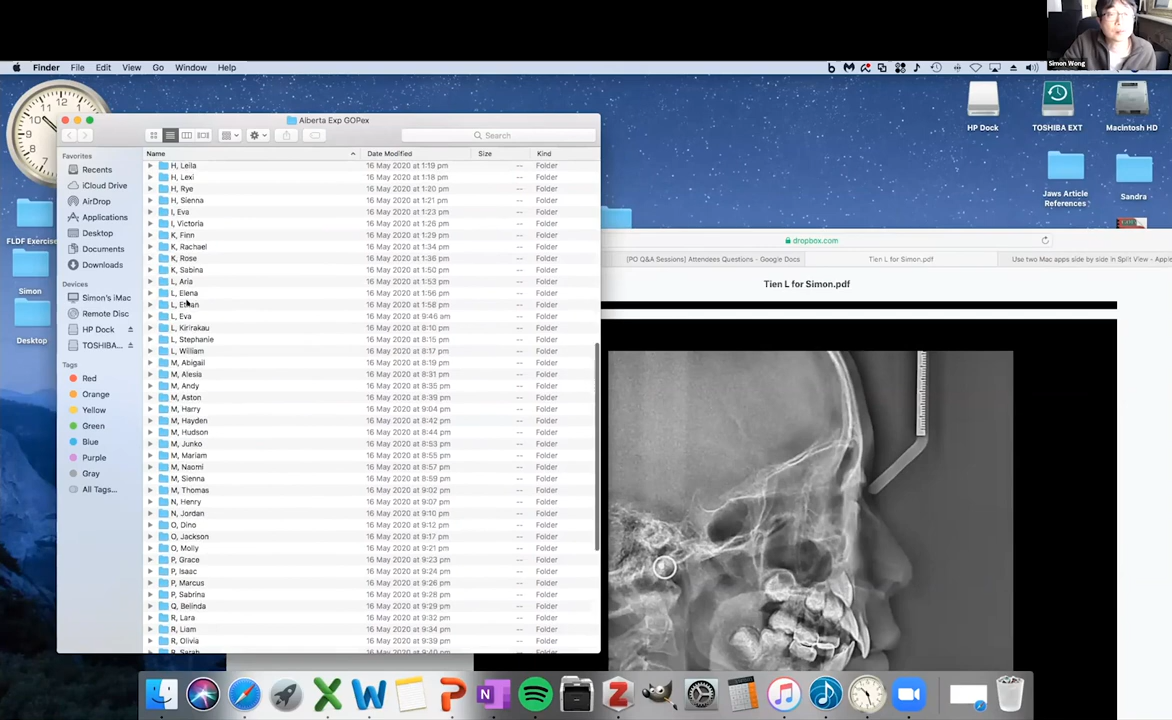 Simon Wong
Finder File Edit View Go Window Help
12
11
HP Dock
TOSHIBA EXT
Macintosh HD
Jaws Article
References
Sandra
FLDF Exercise
Simon
Desktop
Aiberta Exp GOPex
Search
Favorites
Recents
iCloud Drive
AirDrop
Applications
Desktop
Documents
Downloads
Devices
Simon's iMac
Remote Disc
HP Dock
TOSHIBA...
Tags
Red
Orange
Yellow
Green
Blue
Purple
Gray
All Tags...
Name Date Modified Size Kind
H, Leila 16 May 2020 at 1:19 pm -- Folder
H, Lexi 16 May 2020 at 1:18 pm -- Folder
H, Rye 16 May 2020 at 1:20 pm -- Folder
H, Sienna 16 May 2020 at 1:21 pm -- Folder
I, Eva 16 May 2020 at 1:23 pm -- Folder
I, Victoria 16 May 2020 at 1:26 pm -- Folder
K, Finn 16 May 2020 at 1:29 pm -- Folder
K, Rachael 16 May 2020 at 1:34 pm -- Folder
K, Rose 16 May 2020 at 1:36 pm -- Folder
K, Sabina 16 May 2020 at 1:50 pm -- Folder
L, Aria 16 May 2020 at 1:53 pm -- Folder
L, Elena 16 May 2020 at 1:56 pm -- Folder
L, Ethan 16 May 2020 at 1:58 pm -- Folder
L, Eva 16 May 2020 at 9:46 am -- Folder
L, Kirirakau 16 May 2020 at 8:10 pm -- Folder
L, Stephanie 16 May 2020 at 8:15 pm -- Folder
L, William 16 May 2020 at 8:17 pm -- Folder
M, Abigail 16 May 2020 at 8:19 pm -- Folder
M, Alesia 16 May 2020 at 8:31 pm -- Folder
M, Andy 16 May 2020 at 8:35 pm -- Folder
M, Aston 16 May 2020 at 8:39 pm -- Folder
M, Harry 16 May 2020 at 9:04 pm -- Folder
M, Hayden 16 May 2020 at 8:42 pm -- Folder
M, Hudson 16 May 2020 at 8:44 pm -- Folder
M, Junko 16 May 2020 at 8:53 pm -- Folder
M, Mariam 16 May 2020 at 8:55 pm -- Folder
M, Naomi 16 May 2020 at 8:57 pm -- Folder
M, Sienna 16 May 2020 at 8:59 pm -- Folder
M, Thomas 16 May 2020 at 9:02 pm -- Folder
N, Henry 16 May 2020 at 9:07 pm -- Folder
N, Jordan 16 May 2020 at 9:10 pm -- Folder
O, Dino 16 May 2020 at 9:12 pm -- Folder
O, Jackson 16 May 2020 at 9:17 pm -- Folder
O, Molly 16 May 2020 at 9:21 pm -- Folder
P, Grace 16 May 2020 at 9:23 pm -- Folder
P, Isaac 16 May 2020 at 9:24 pm -- Folder
P, Marcus 16 May 2020 at 9:26 pm -- Folder
P, Sabrina 16 May 2020 at 9:28 pm -- Folder
Q, Belinda 16 May 2020 at 9:29 pm -- Folder
R, Lara 16 May 2020 at 9:32 pm -- Folder
R, Liam 16 May 2020 at 9:34 pm -- Folder
R, Olivia 16 May 2020 at 9:39 pm -- Folder
R, Sarah 16 May 2020 at 9:40 pm -- Folder
dropbox.com
(PO Q&A Sessions) Attendees Questions - Google Docs
Tien L for Simon.pdf
Use two Mac apps side by side in Split View - Apple
Tien L for Simon.pdf